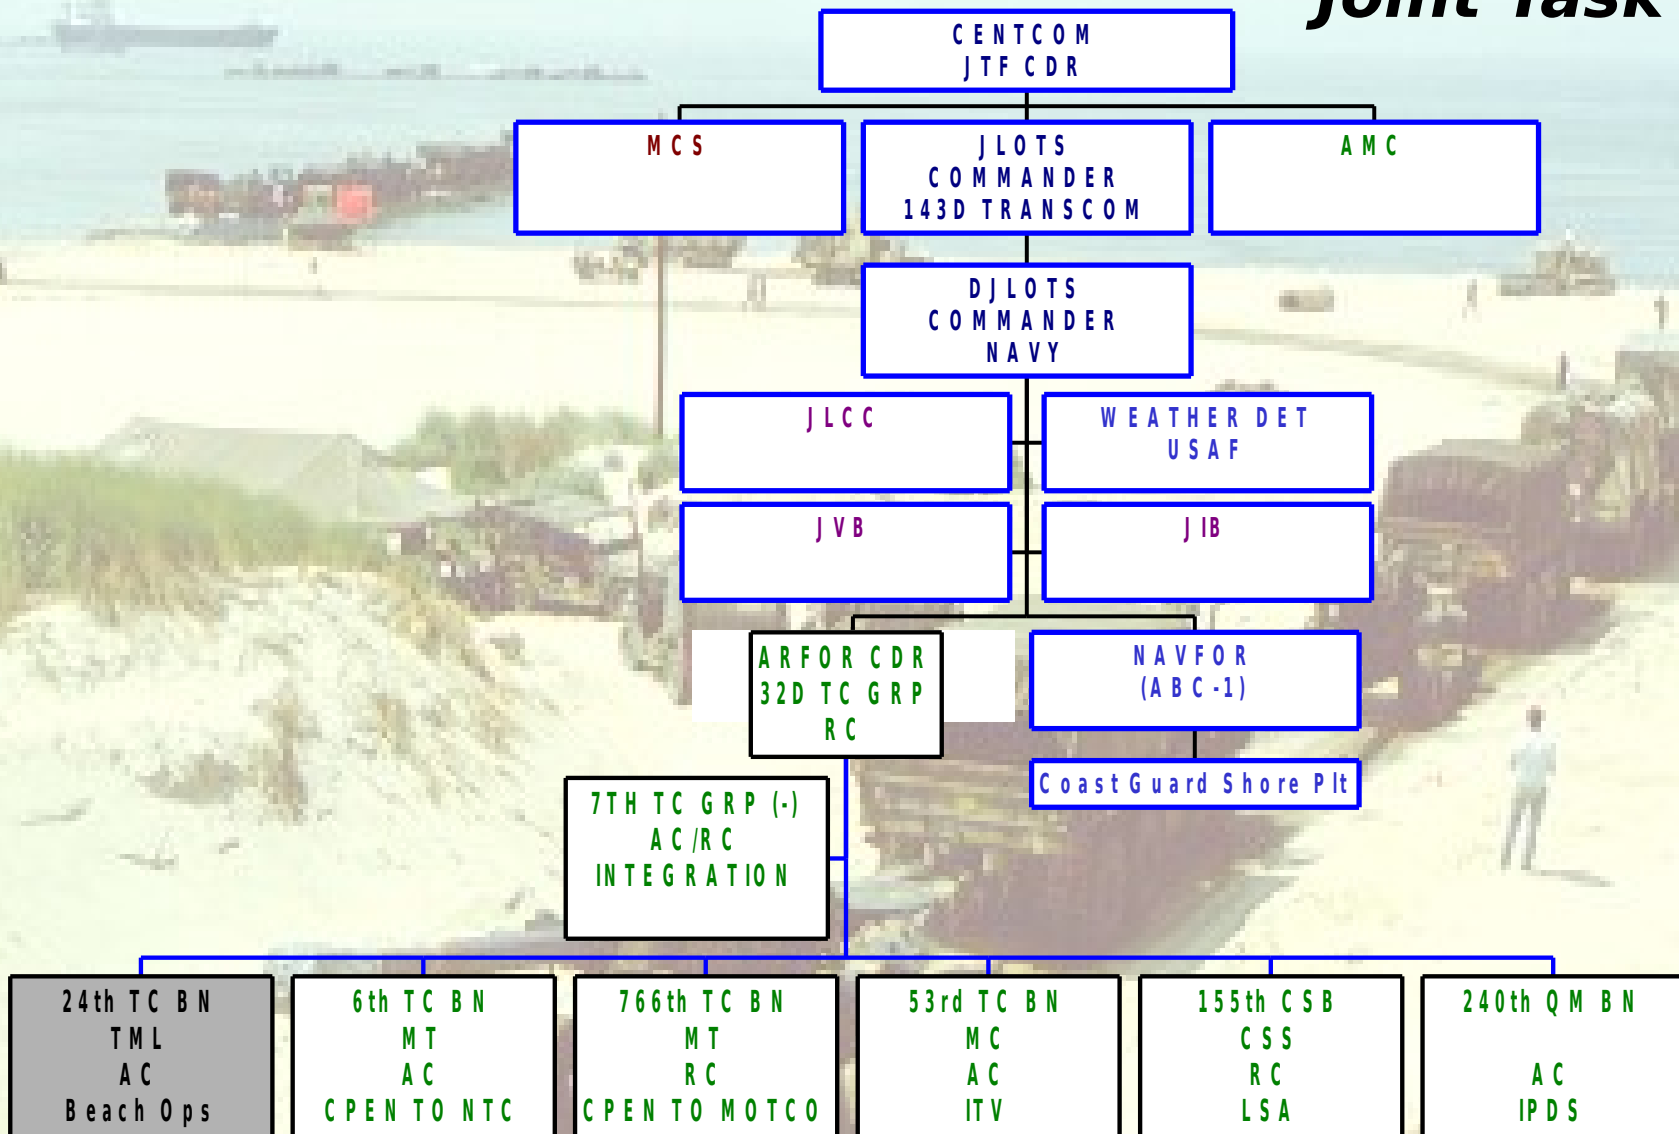 Joint Task
CENTCOM
JTF CDR
MCS
JLOTS
COMMANDER
143D TRANSCOM
AMC
DJLOTS
COMMANDER
NAVY
JLCC
WEATHER DET
USAF
JVB
JIB
ARFOR CDR
32D TC GRP
RC
NAVFOR
(ABC-1)
Coast Guard Shore Plt
7TH TC GRP (-)
AC/RC
INTEGRATION
24th TC BN
TML
AC
Beach Ops
6th TC BN
MT
AC
CPEN TO NTC
766th TC BN
MT
RC
CPEN TO MOTCO
53rd TC BN
MC
AC
ITV
155th CSB
CSS
RC
LSA
240th QM BN
AC
IPDS